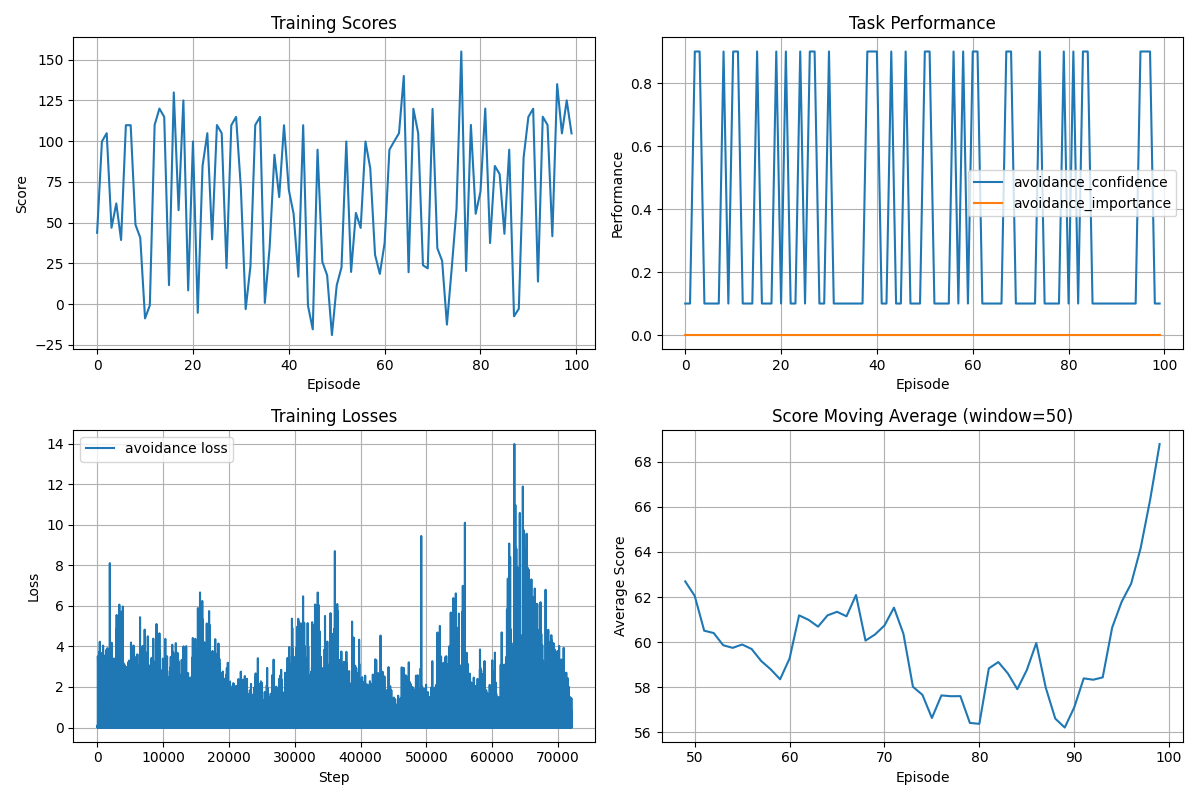 Training Scores
150
125
100
75
50
25
0
−25
Score
0 20 40 60 80 100
Episode
Task Performance
0.8
0.6
0.4
0.2
0.0
Performance
avoidance_confidence
avoidance_importance
0 20 40 60 80 100
Episode
Training Losses
14
12
10
8
6
4
2
0
Loss
avoidance loss
0 10000 20000 30000 40000 50000 60000 70000
Step
Score Moving Average (window=50)
68
66
64
62
60
58
56
Average Score
50 60 70 80 90 100
Episode